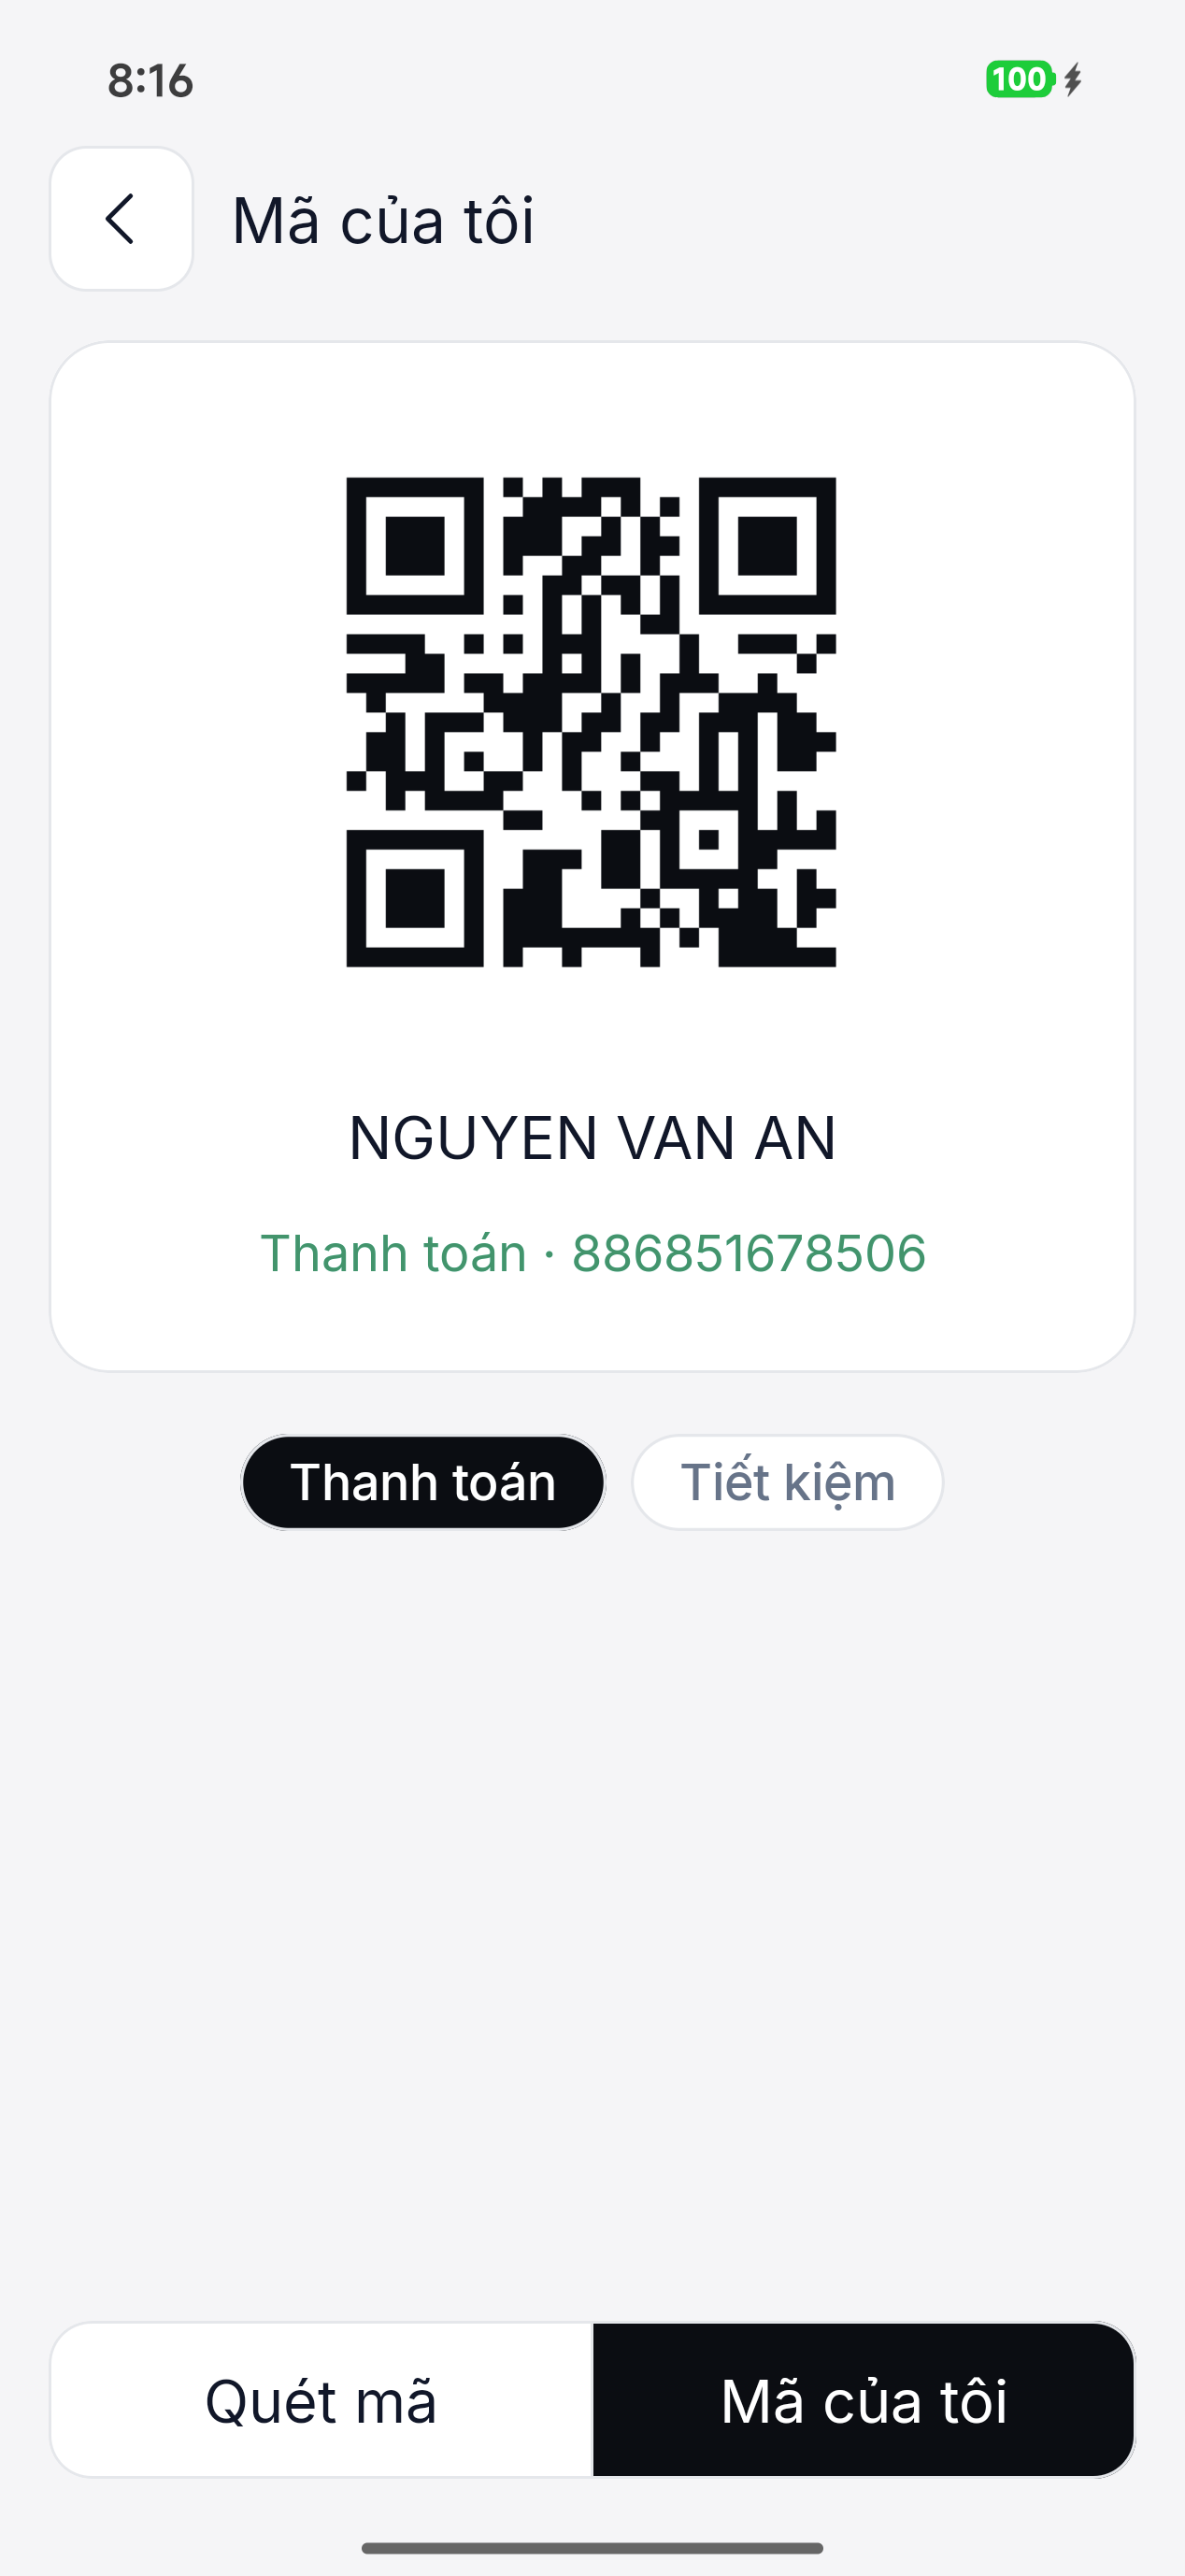 8:16
100
Mã của tôi
NGUYEN VAN AN
Thanh toán · 886851678506
Thanh toán
Tiết kiệm
Quét mã
Mã của tôi